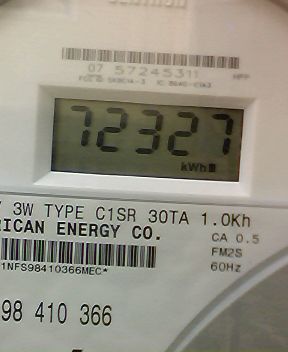 07 57245311
72327
kWh
3W TYPE C1SR 30TA 1.0Kh
RICAN ENERGY CO.
CA 0.5
FM2S
60Hz
1NFS98410366MEC*
98 410 366